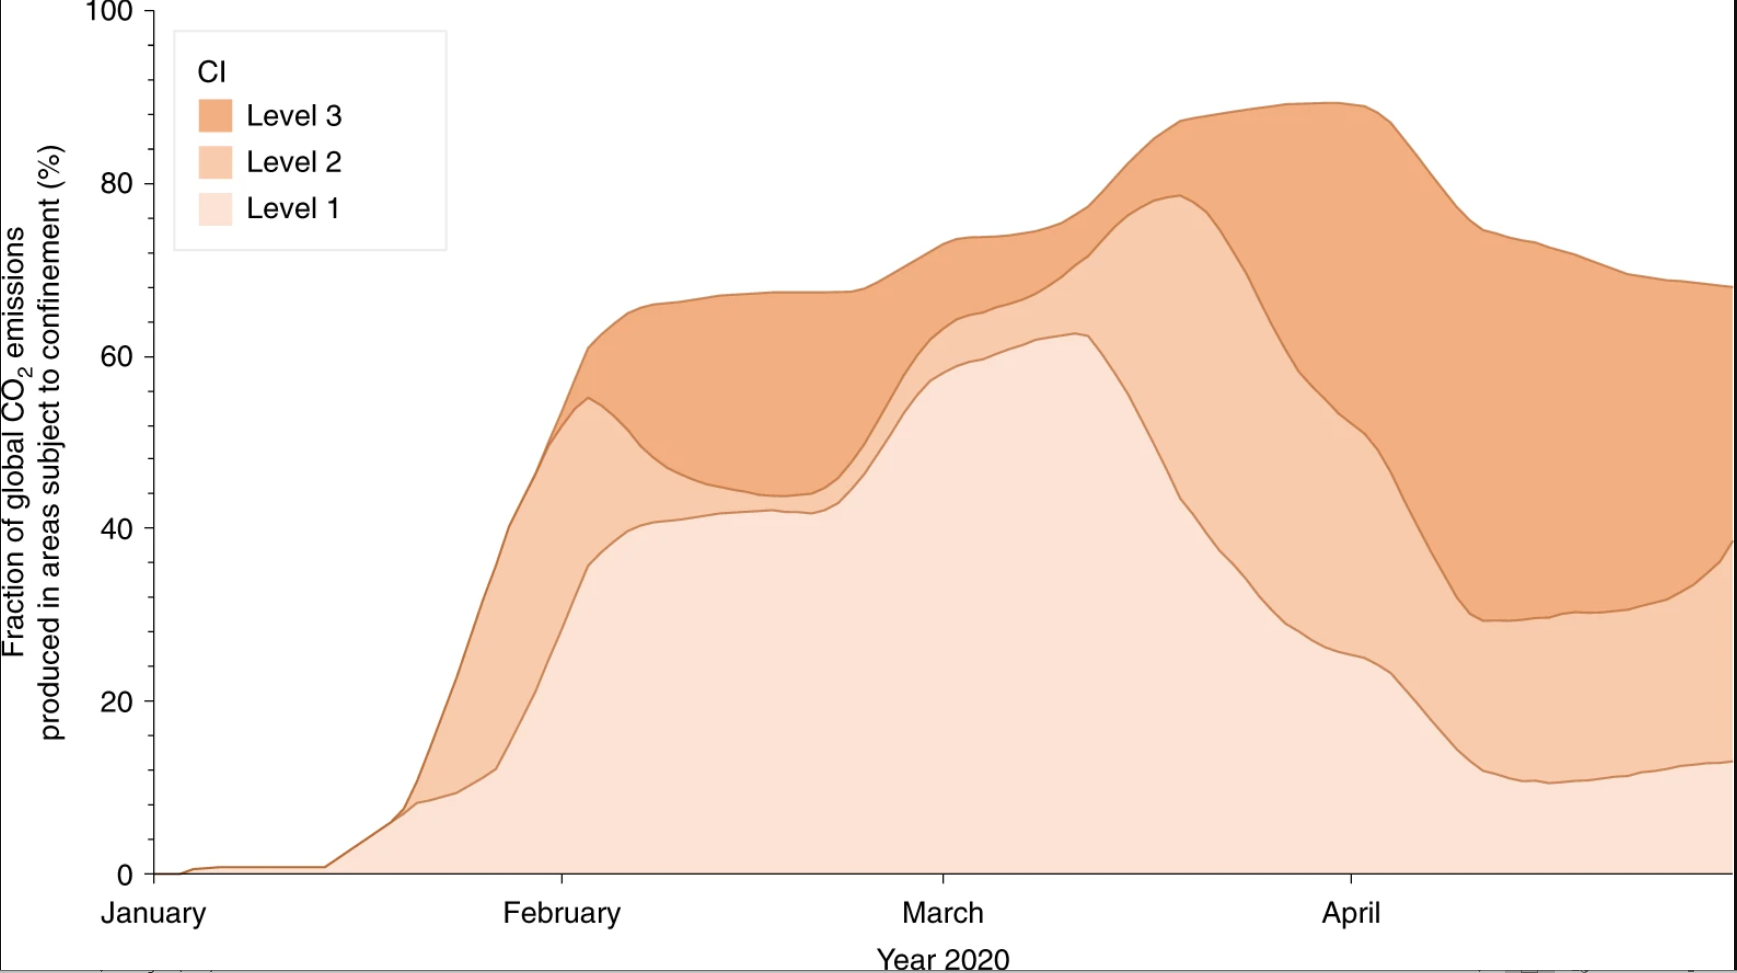 100
80
60
40
20
0
Fraction of global CO2 emissions
produced in areas subject to confinement (%)
CI
Level 3
Level 2
Level 1
January
February
March
April
Year 2020